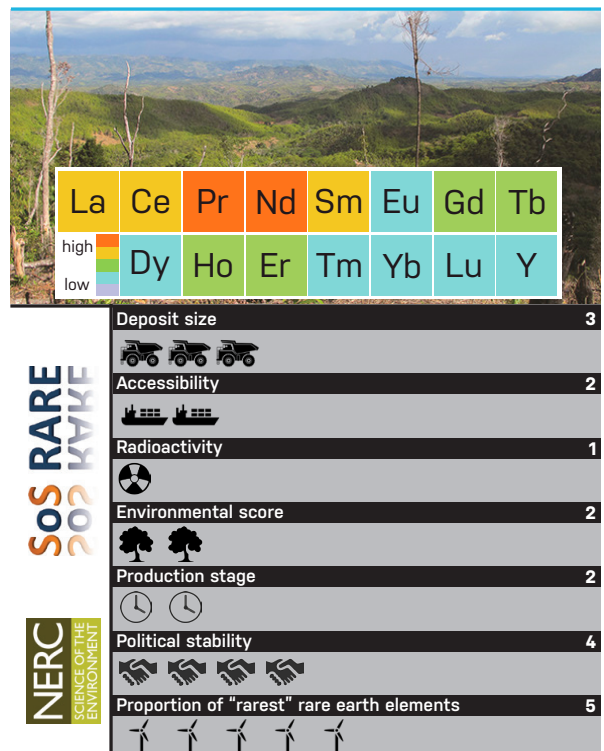 La Ce Pr Nd Sm Eu Gd Tb
high
low
Dy Ho Er Tm Yb Lu Y
Deposit size 3
Accessibility 2
Radioactivity 1
Environmental score 2
Production stage 2
Political stability 4
Proportion of “rarest” rare earth elements 5
SoS RARE
NERC
SCIENCE OF THE
ENVIRONMENT